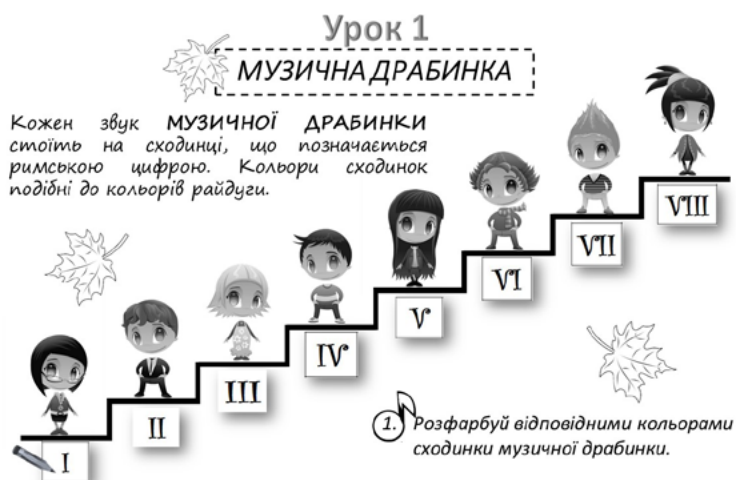 Урок 1
МУЗИЧНА ДРАБИНКА
Кожен звук МУЗИЧНОЇ ДРАБИНКИ
стоїть на сходинці, що позначається
римською цифрою. Кольори сходинок
подібні до кольорів райдуги.
I
II
III
IV
V
VI
VII
VIII
1. Розфарбуй відповідними кольорами
сходинки музичної драбинки.